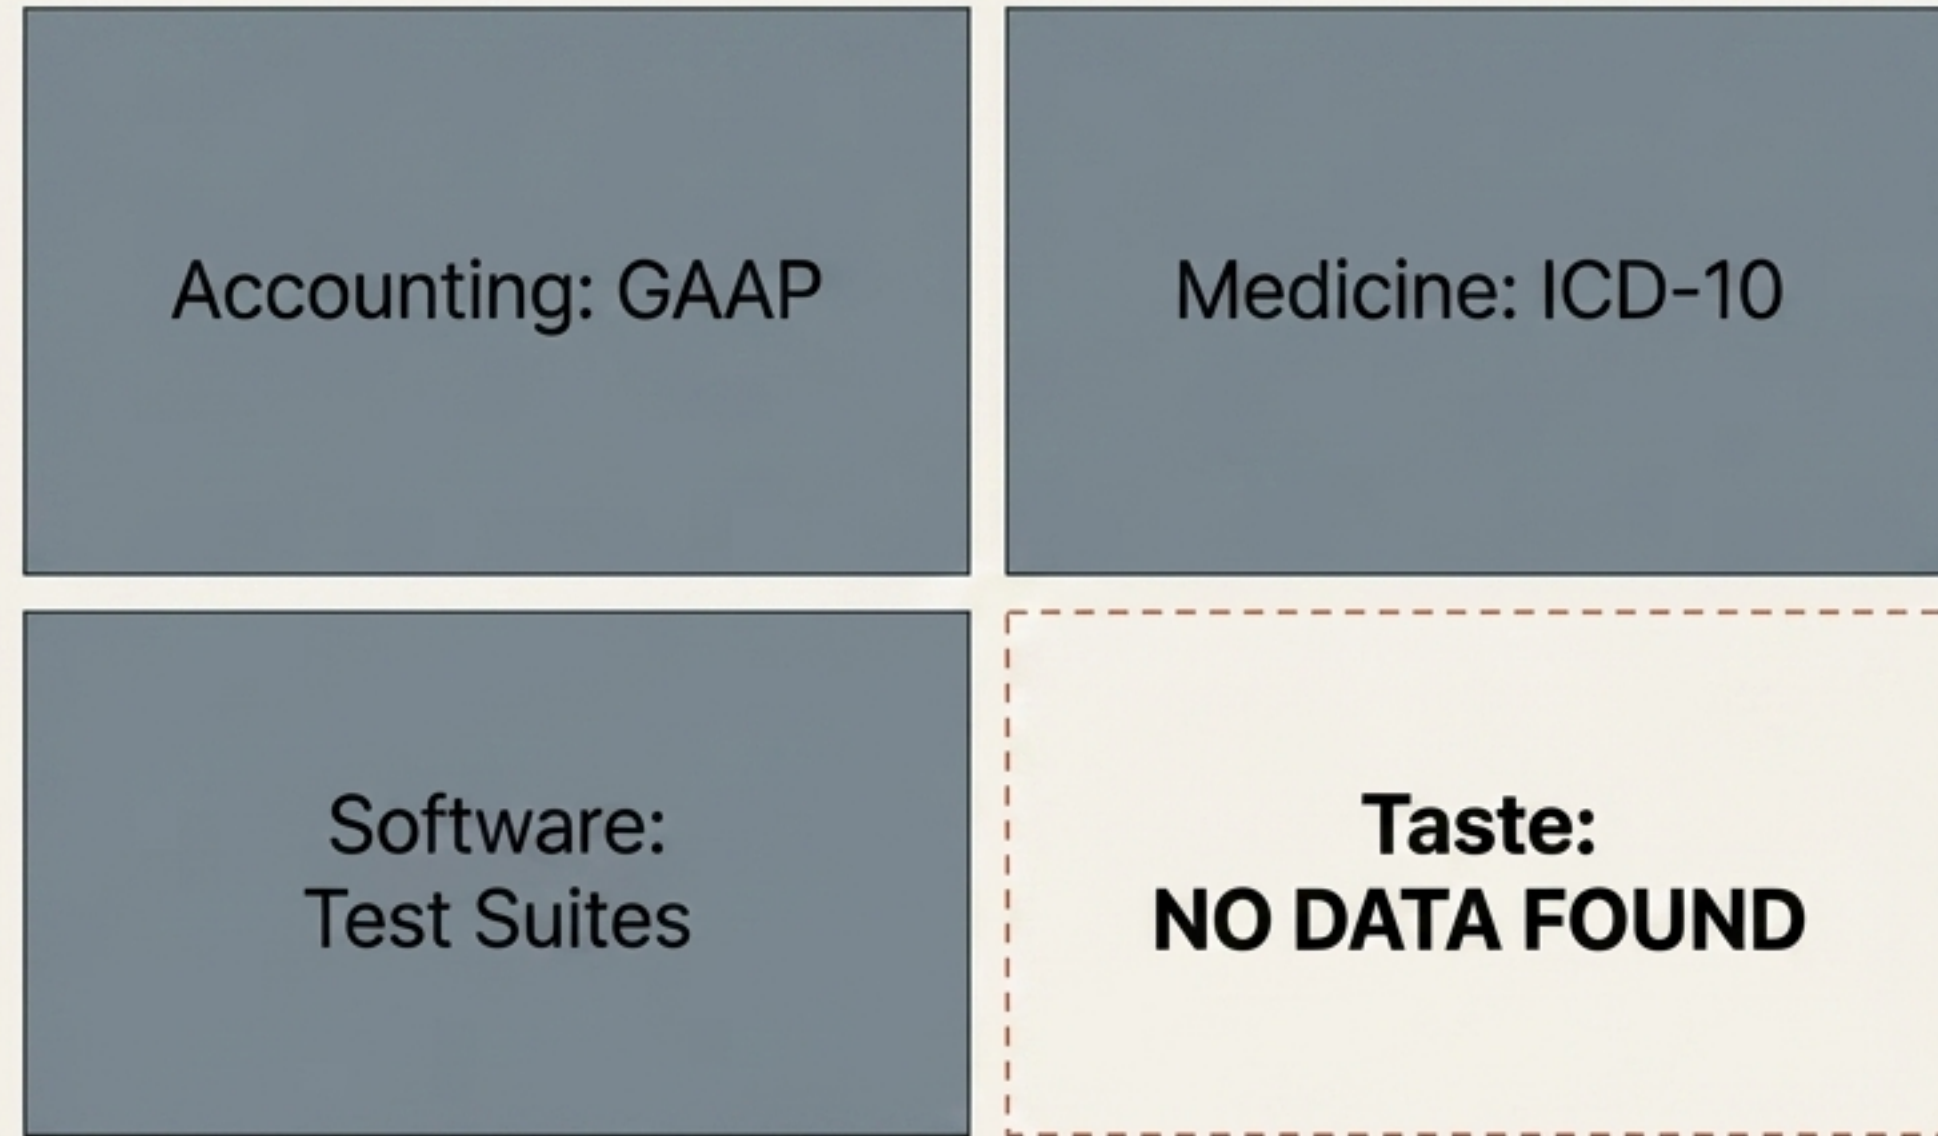 Accounting: GAAP
Medicine: ICD-10
Software:
Test Suites
Taste:
NO DATA FOUND